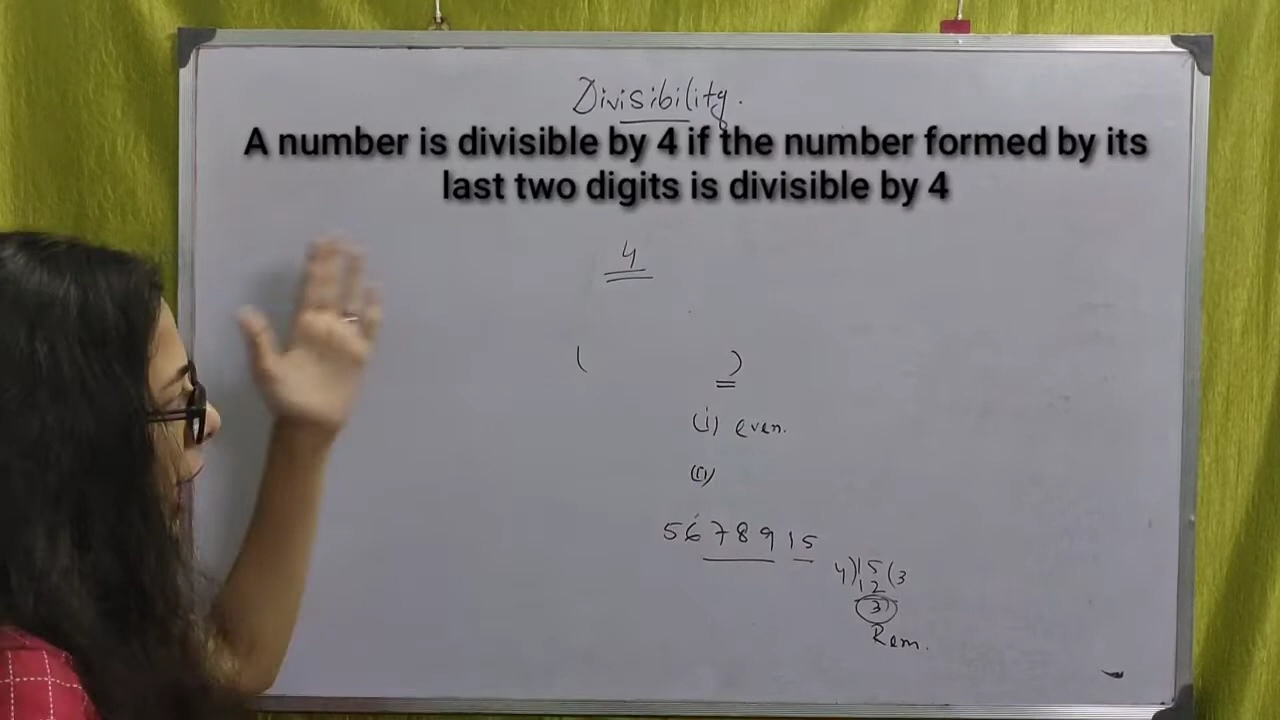 Divisibility.
A number is divisible by 4 if the number formed by its
last two digits is divisible by 4
4
( )
(i) even.
(ii)
5678915
4)15(3
12
3
Rem.